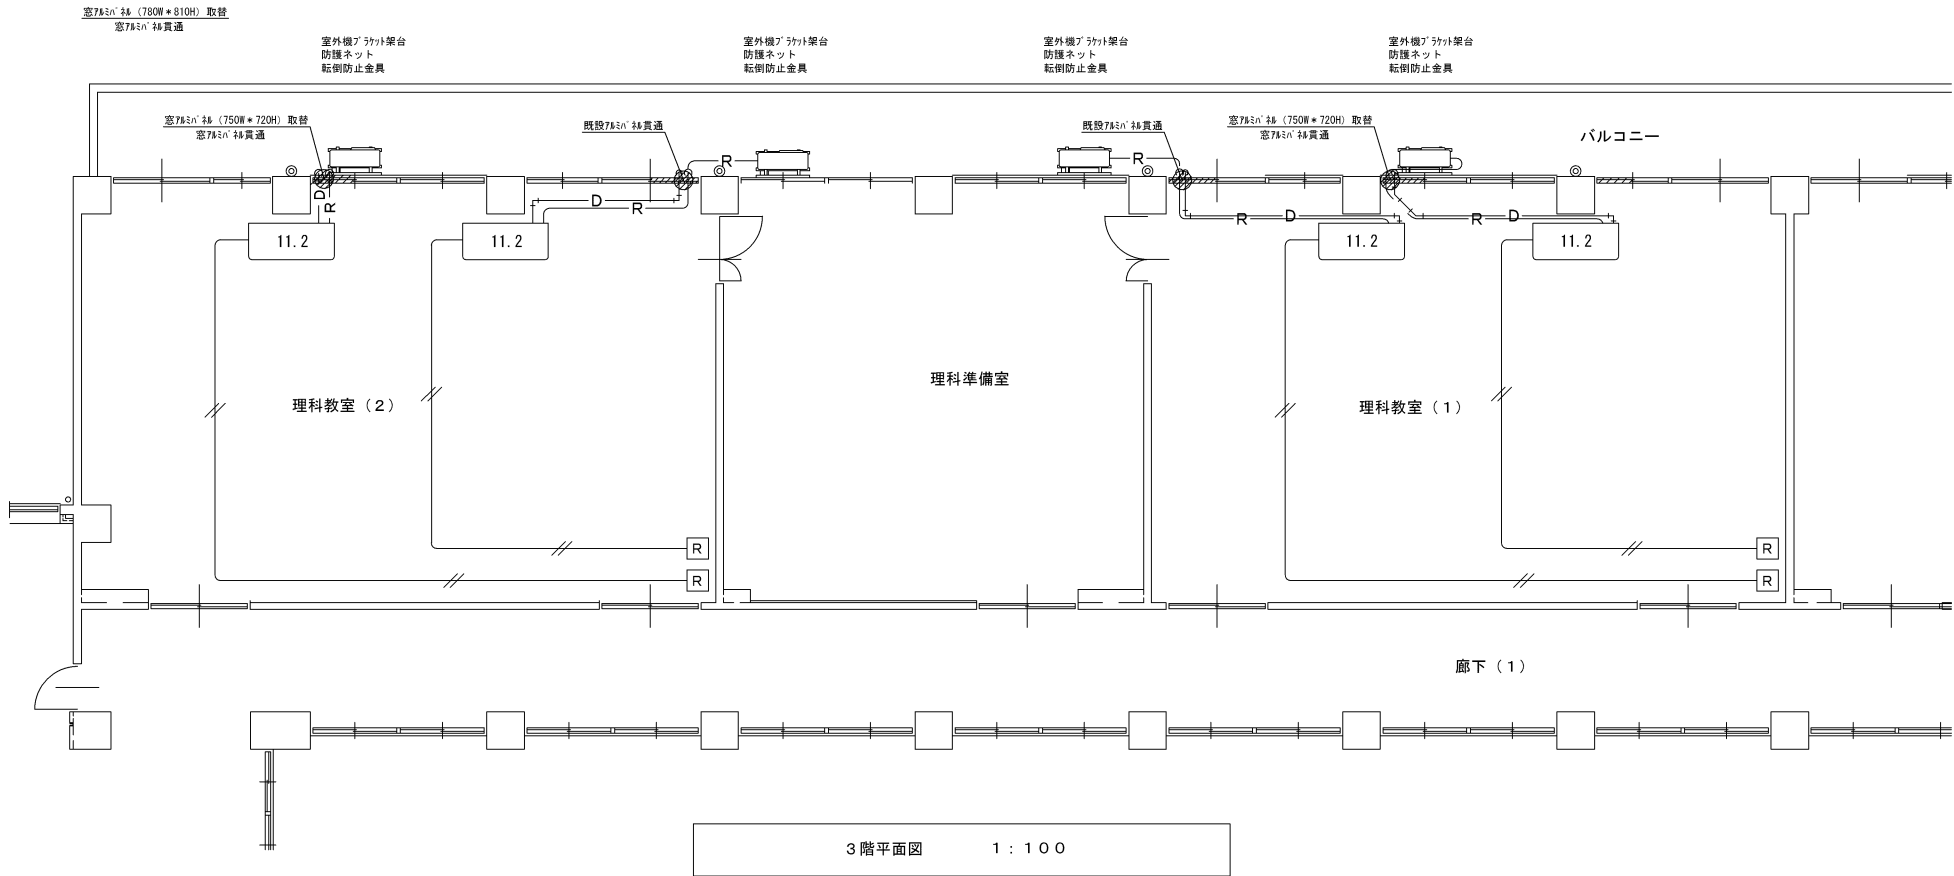 窓ｱﾙﾐﾊﾟﾈﾙ（780W＊810H）取替
窓ｱﾙﾐﾊﾟﾈﾙ貫通
室外機ﾌﾞﾗｹｯﾄ架台
防護ネット
転倒防止金具
室外機ﾌﾞﾗｹｯﾄ架台
防護ネット
転倒防止金具
室外機ﾌﾞﾗｹｯﾄ架台
防護ネット
転倒防止金具
室外機ﾌﾞﾗｹｯﾄ架台
防護ネット
転倒防止金具
窓ｱﾙﾐﾊﾟﾈﾙ（750W＊720H）取替
窓ｱﾙﾐﾊﾟﾈﾙ貫通
既設ｱﾙﾐﾊﾟﾈﾙ貫通
既設ｱﾙﾐﾊﾟﾈﾙ貫通
窓ｱﾙﾐﾊﾟﾈﾙ（750W＊720H）取替
窓ｱﾙﾐﾊﾟﾈﾙ貫通
バルコニー
R
R
D
R
D
R
R
D
R
D
11.2
11.2
11.2
11.2
理科準備室
理科教室（２）
理科教室（１）
R
R
R
R
廊下（１）
３階平面図　１：１００